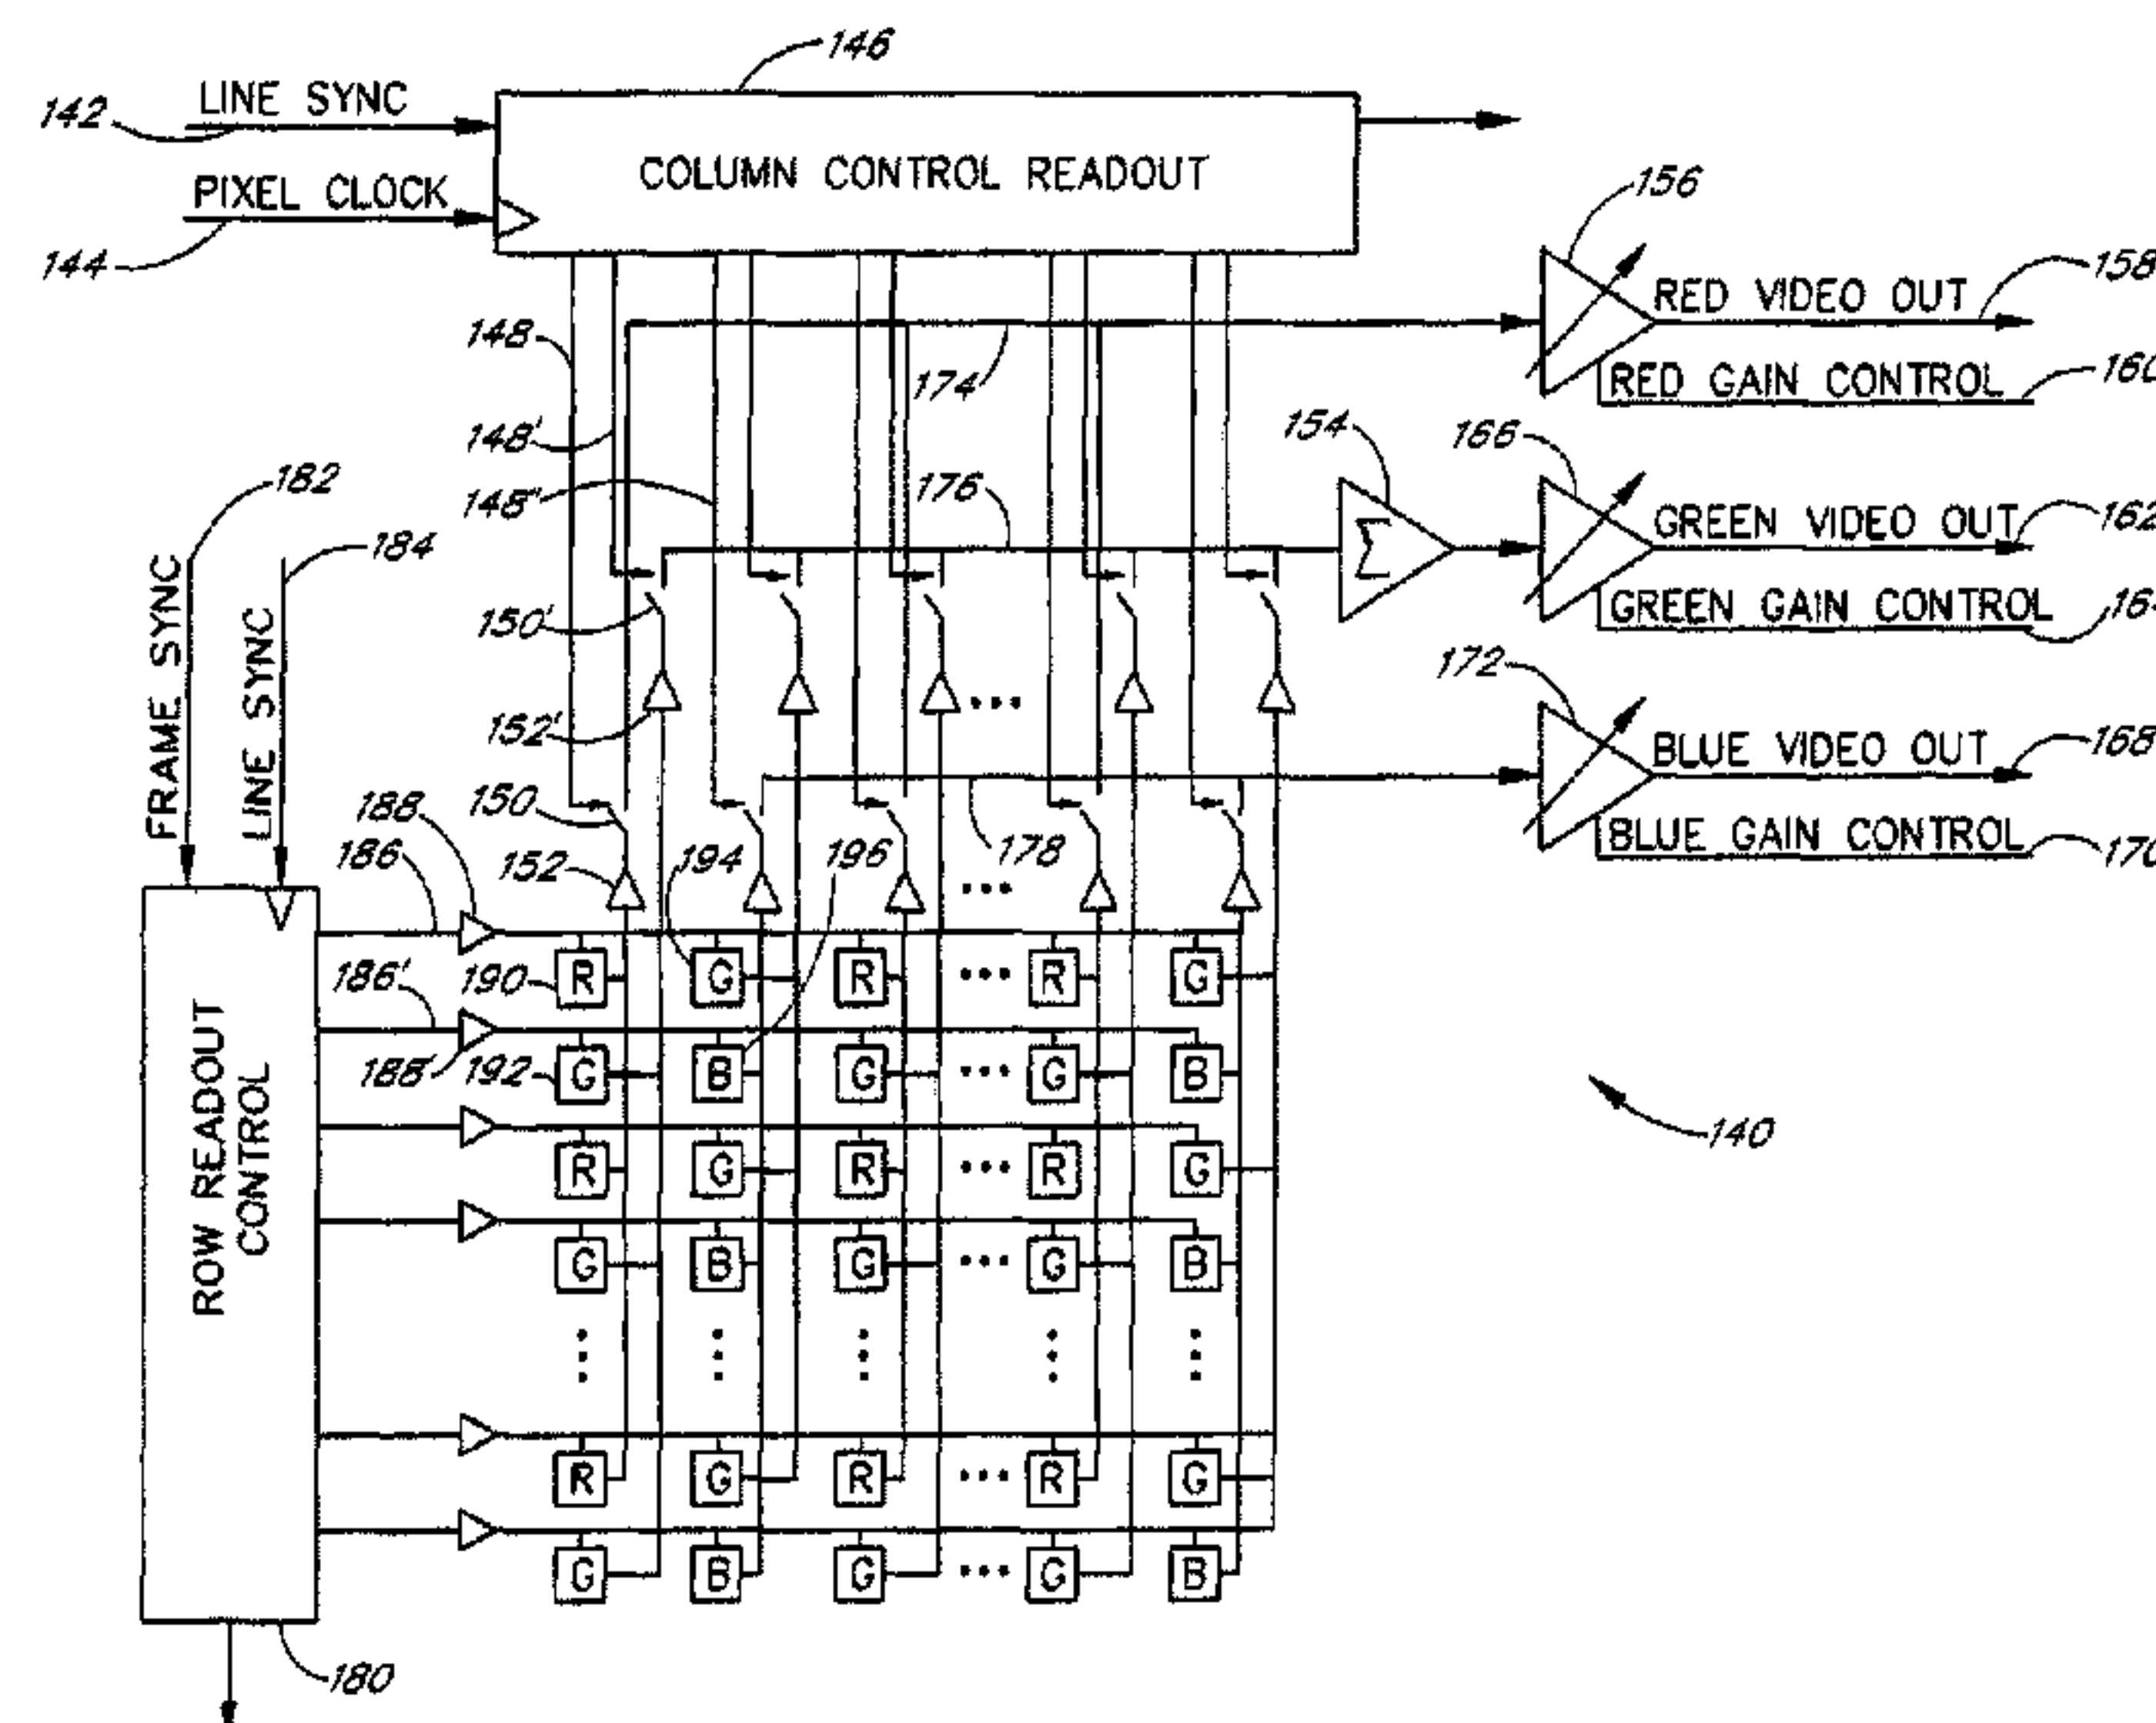 146
LINE SYNC
142
PIXEL CLOCK
144
COLUMN CONTROL READOUT
156
158
RED VIDEO OUT
148
174
RED GAIN CONTROL
160
148'
154
166
182
148"
176
GREEN VIDEO OUT
162
184
FRAME SYNC
LINE SYNC
150'
Σ
GREEN GAIN CONTROL
172
152'
BLUE VIDEO OUT
168
188
150
186
152
194
196
178
BLUE GAIN CONTROL
170
190
R G R ... R G
186'
188'
192
G B G ... G B
R G R ... R G
140
ROW READOUT
CONTROL
G B G ... G B
R G R ... R G
G B G ... G B
180